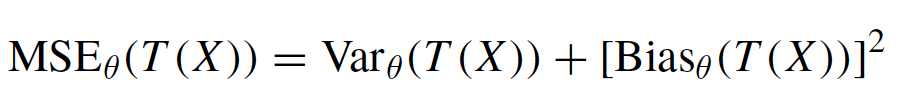 MSE_θ(T(X)) = Var_θ(T(X)) + [Bias_θ(T(X))]²